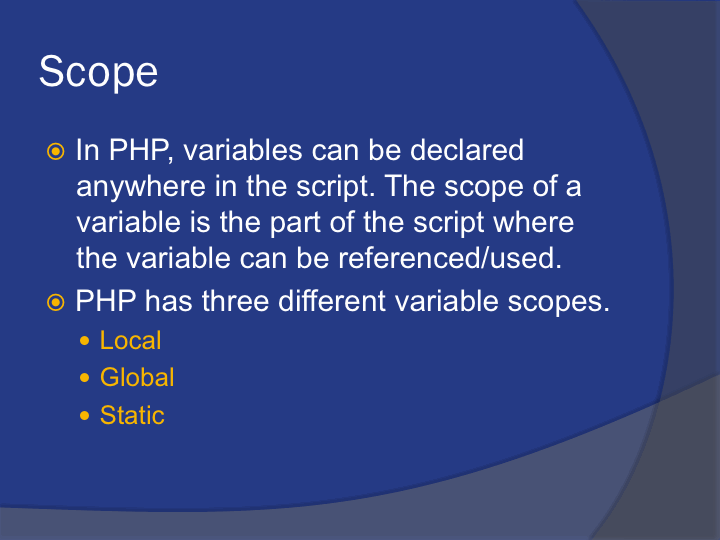 Scope
In PHP, variables can be declared
anywhere in the script. The scope of a
variable is the part of the script where
the variable can be referenced/used.
PHP has three different variable scopes.
Local
Global
Static